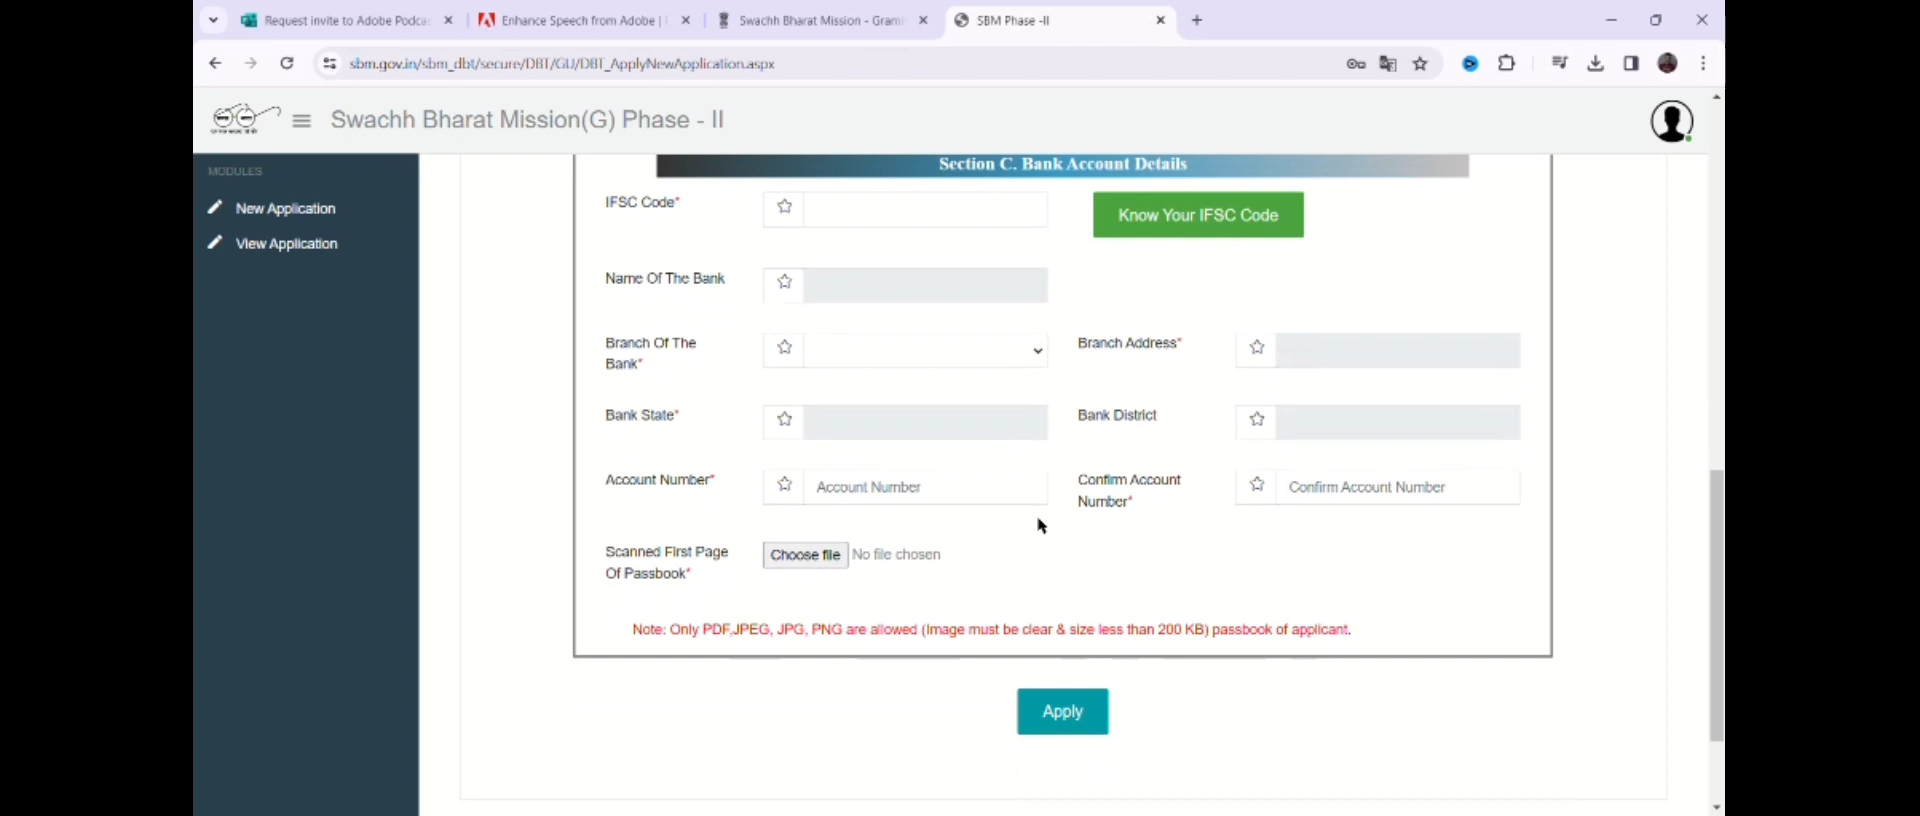 Request invite to Adobe Podca
Enhance Speech from Adobe |
Swachh Bharat Mission - Grami
SBM Phase -II
sbm.gov.in/sbm_dbt/secure/DBT/GU/DBT_ApplyNewApplication.aspx
Swachh Bharat Mission(G) Phase - II
MODULES
New Application
View Application
Section C. Bank Account Details
IFSC Code*
Know Your IFSC Code
Name Of The Bank
Branch Of The
Bank*
Branch Address*
Bank State*
Bank District
Account Number*
Account Number
Confirm Account
Number*
Confirm Account Number
Scanned First Page
Of Passbook*
Choose file No file chosen
Note: Only PDF,JPEG, JPG, PNG are allowed (Image must be clear & size less than 200 KB) passbook of applicant.
Apply